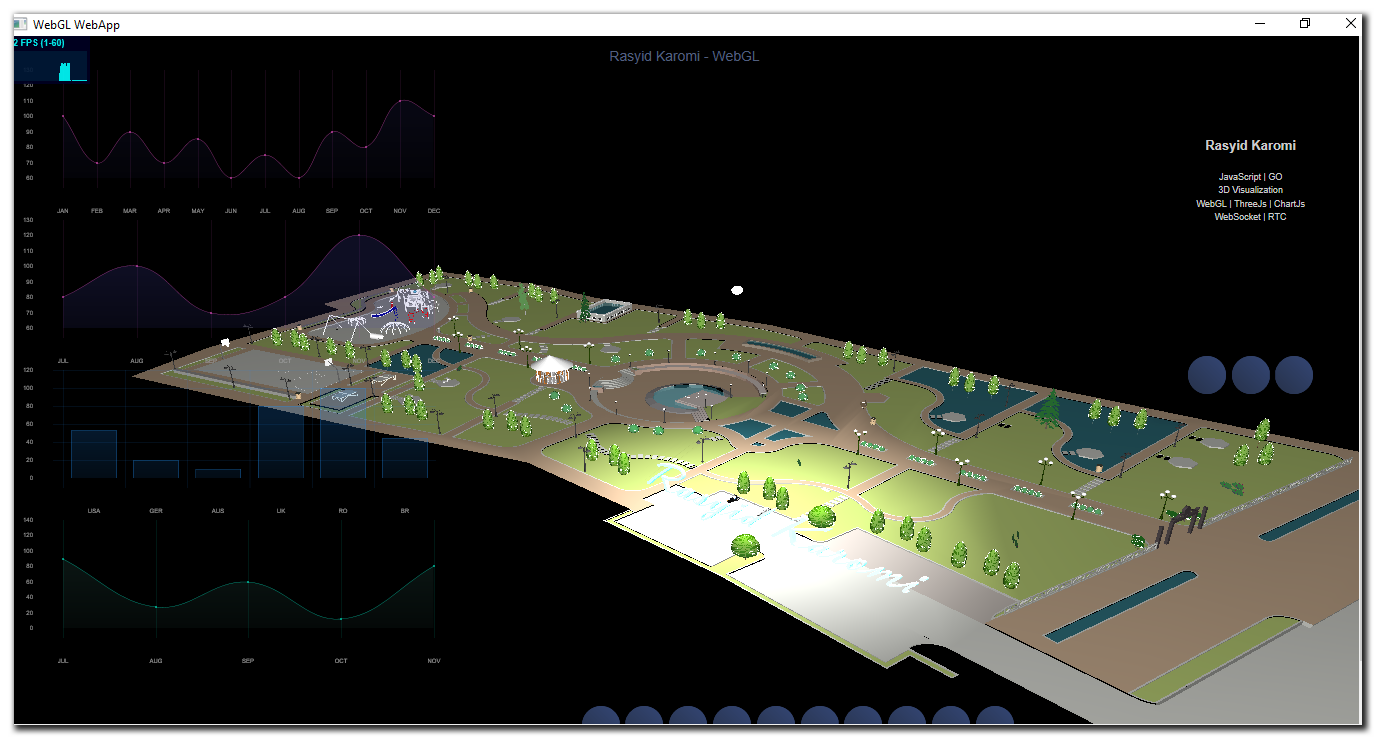 WebGL WebApp
2 FPS (1-60)
Rasyid Karomi - WebGL
120
110
100
90
80
70
60
JAN FEB MAR APR MAY JUN JUL AUG SEP OCT NOV DEC
Rasyid Karomi
JavaScript | GO
3D Visualization
WebGL | ThreeJs | ChartJs
WebSocket | RTC
130
120
110
100
90
80
70
60
JUL AUG SEP OCT NOV DEC
120
100
80
60
40
20
0
USA GER AUS UK RO BR
Rasyid Karomi
140
120
100
80
60
40
20
0
JUL AUG SEP OCT NOV